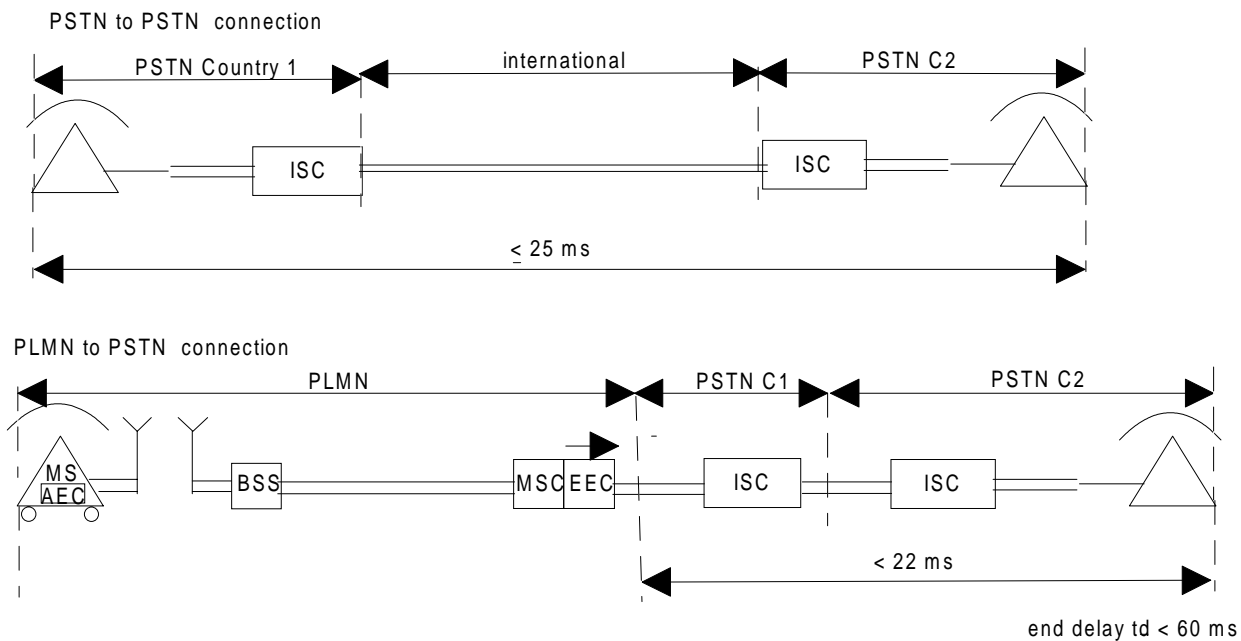 PSTN to PSTN connection
PSTN Country 1
international
PSTN C2
ISC
ISC
≤ 25 ms
PLMN to PSTN connection
PLMN
PSTN C1
PSTN C2
MS
AEC
BSS
MSC
EEC
ISC
ISC
< 22 ms
end delay td < 60 ms